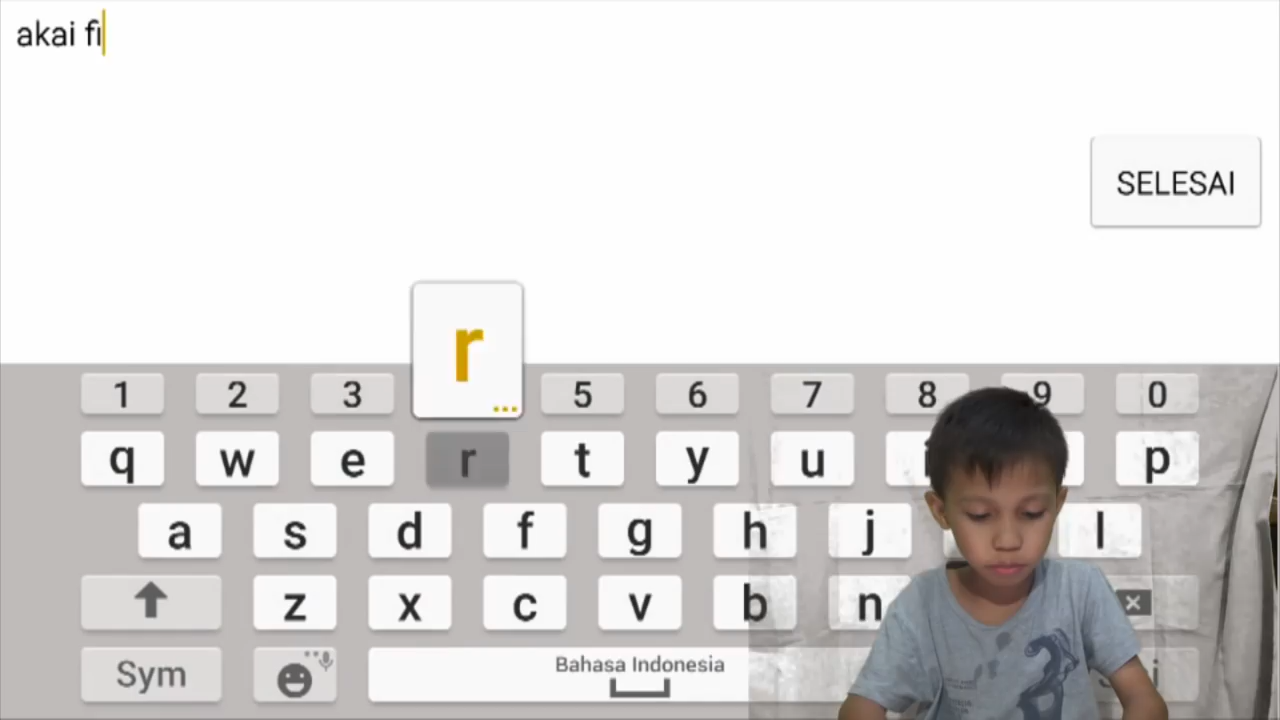 akai fi
SELESAI
r
1 2 3 5 6 7 8 9 0
q w e r t y u p
a s d f g h j l
z x c v b n
Sym Bahasa Indonesia